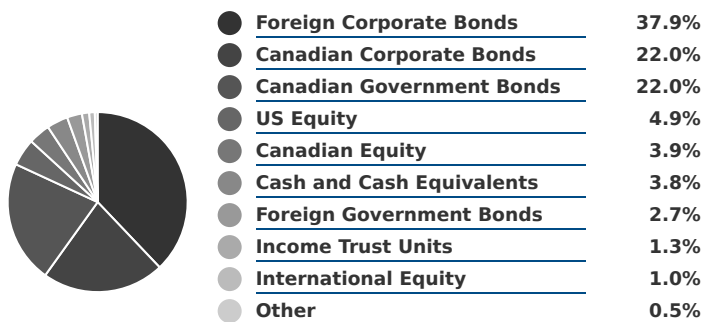 Foreign Corporate Bonds 37.9%
Canadian Corporate Bonds 22.0%
Canadian Government Bonds 22.0%
US Equity 4.9%
Canadian Equity 3.9%
Cash and Cash Equivalents 3.8%
Foreign Government Bonds 2.7%
Income Trust Units 1.3%
International Equity 1.0%
Other 0.5%